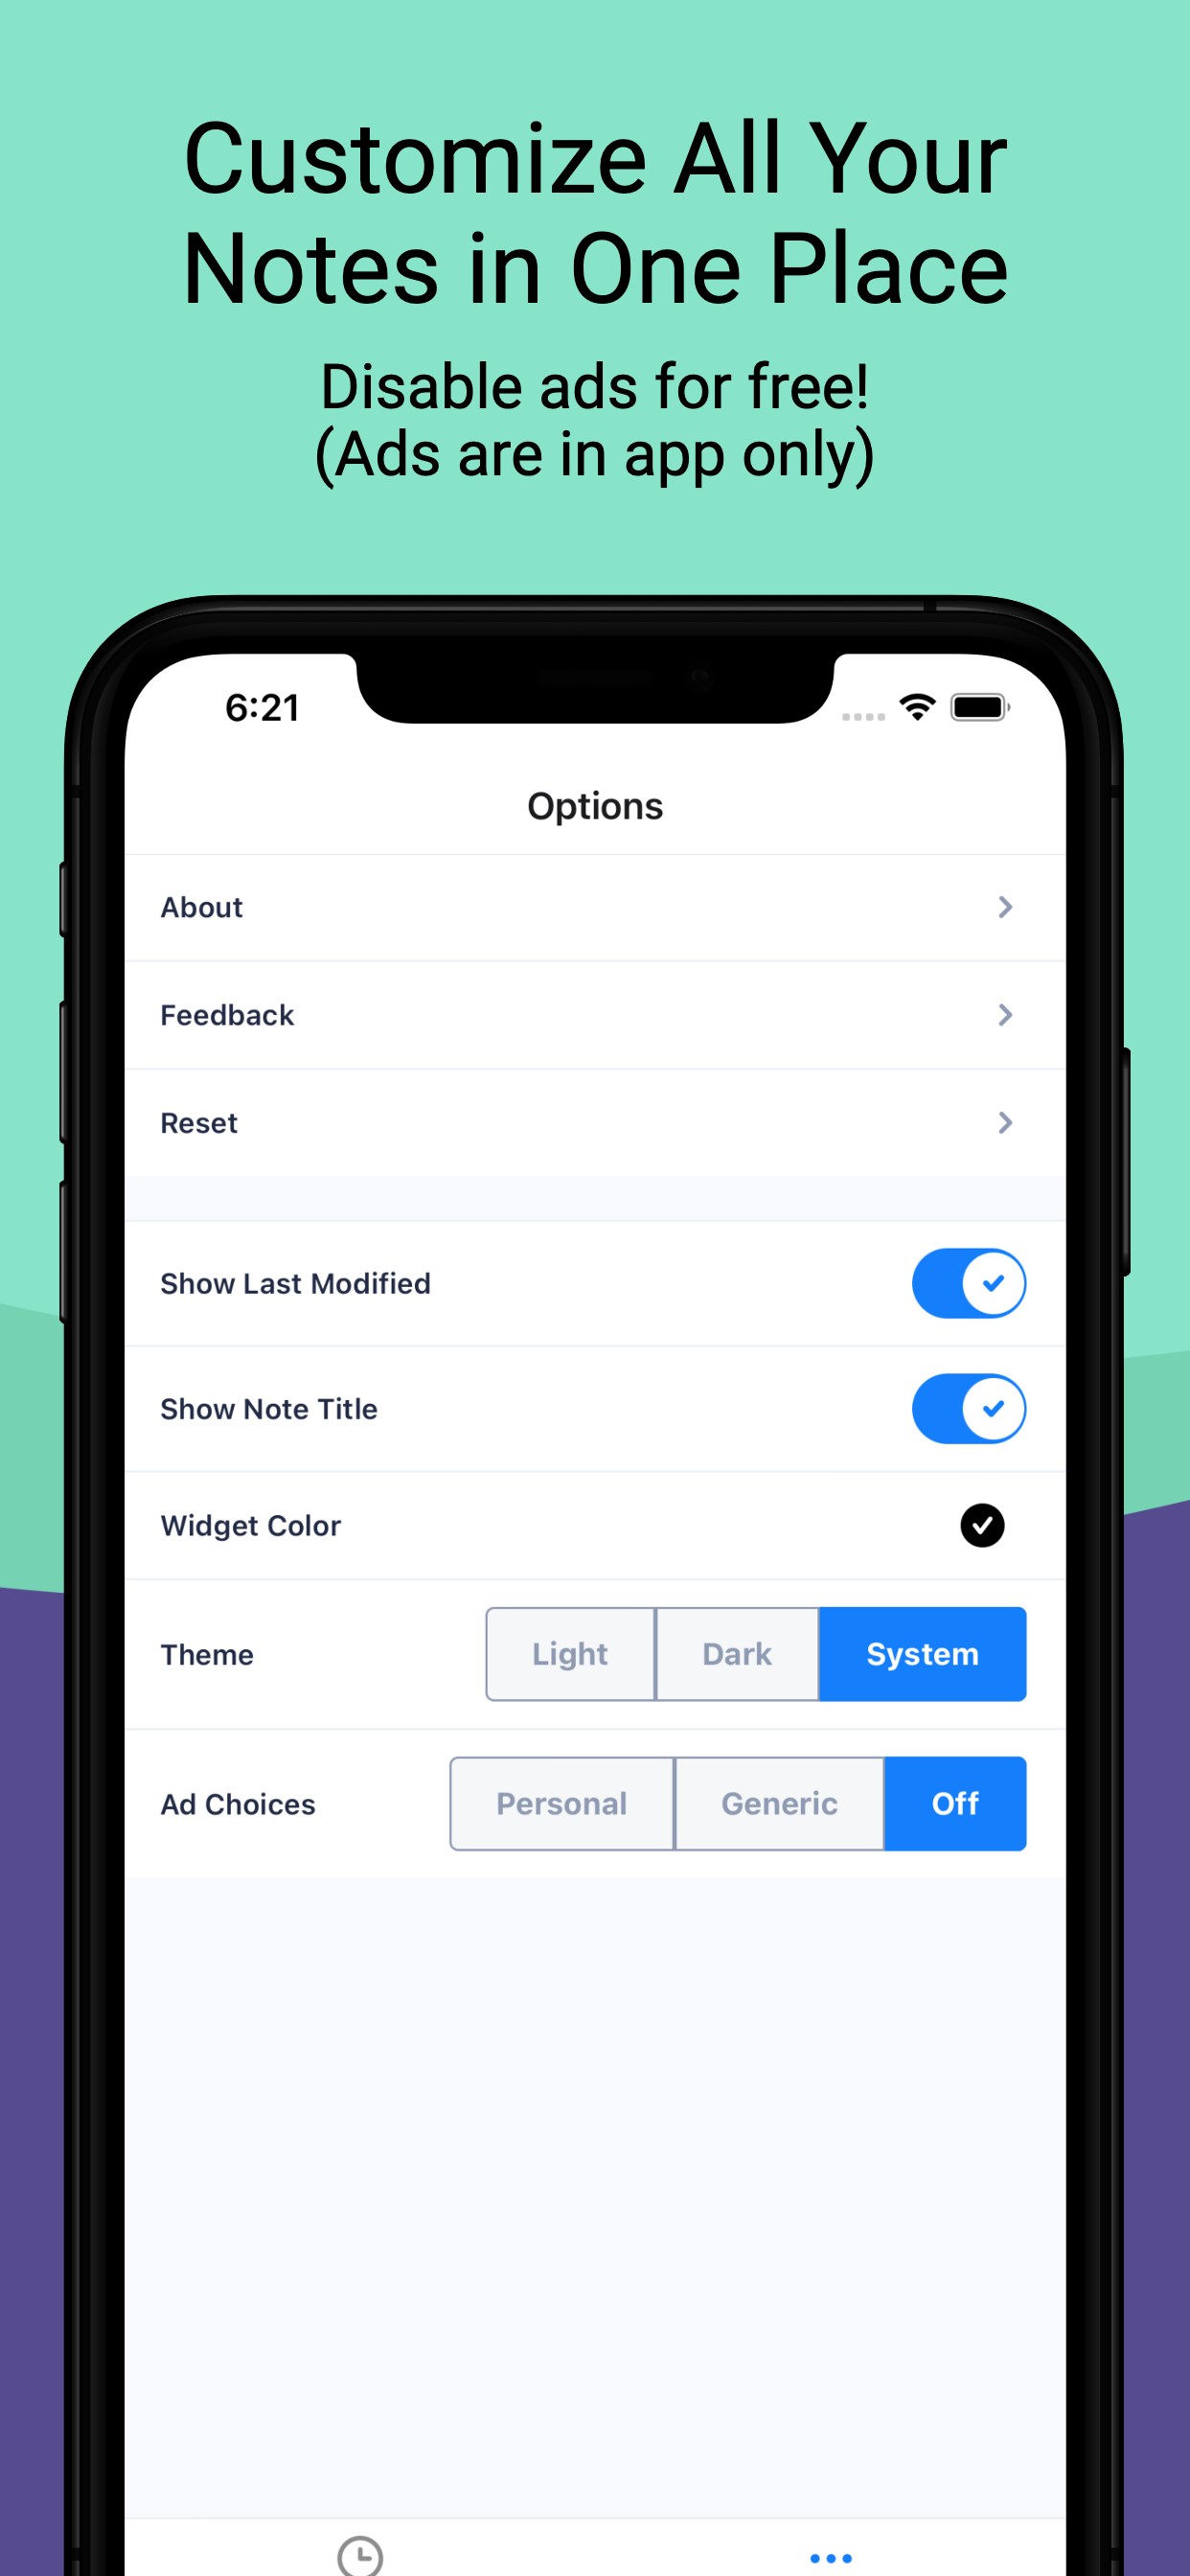 Customize All Your
Notes in One Place
Disable ads for free!
(Ads are in app only)
6:21
Options
About
Feedback
Reset
Show Last Modified
Show Note Title
Widget Color
Theme Light Dark System
Ad Choices Personal Generic Off